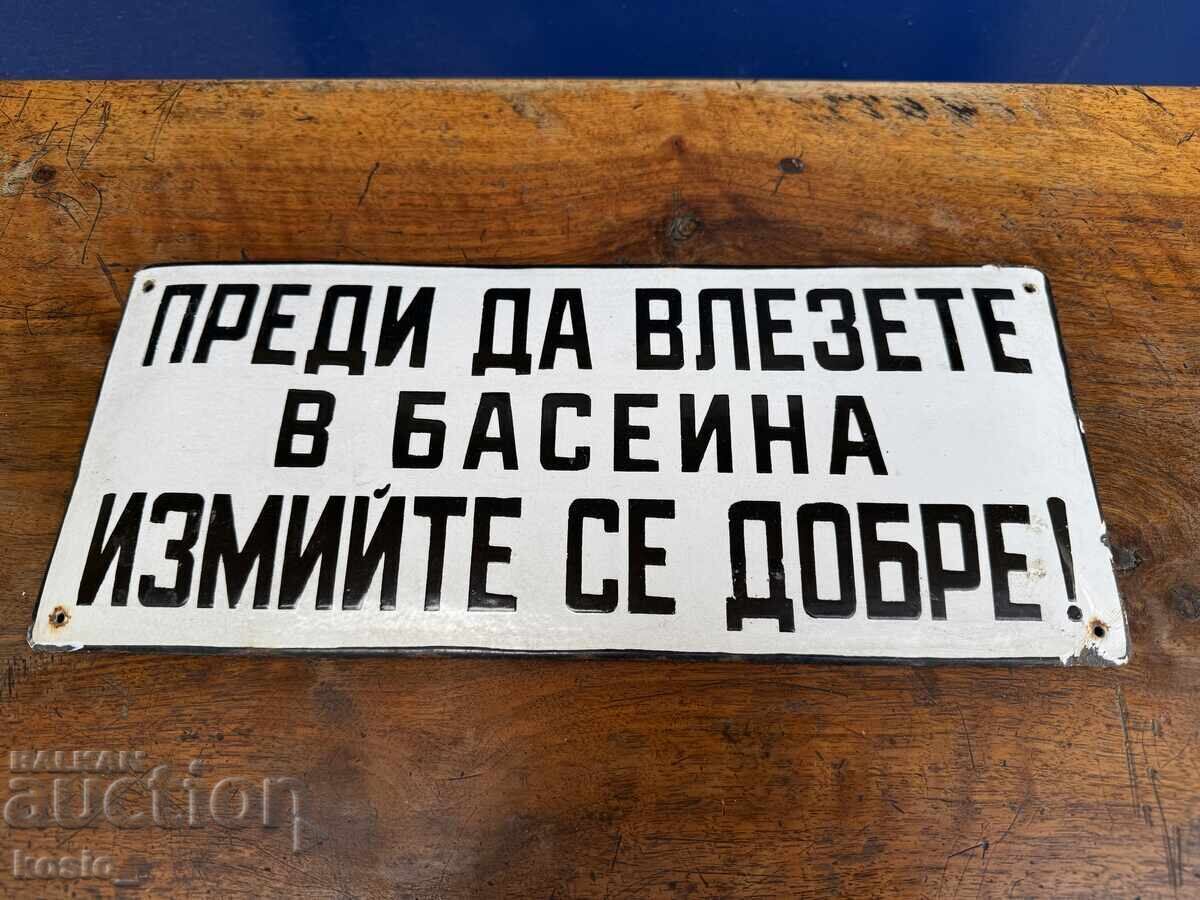 ПРЕДИ ДА ВЛЕЗЕТЕ
В БАСЕИНА
ИЗМИЙТЕ СЕ ДОБРЕ!
BALKAN
auction
kosio_